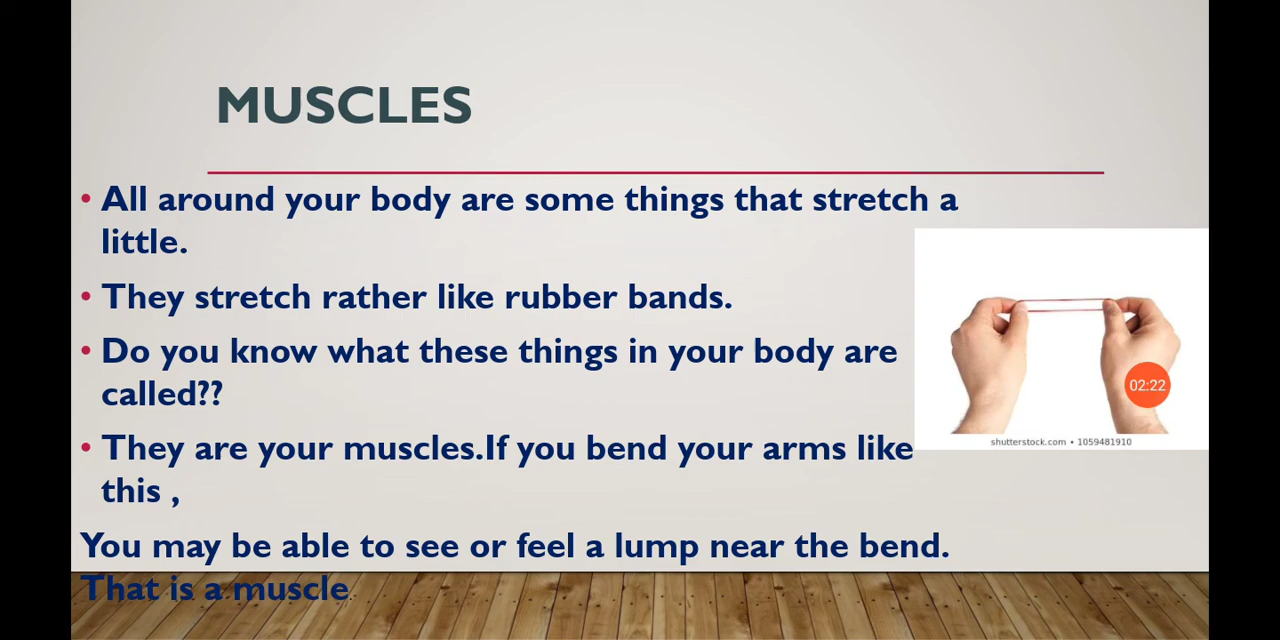 MUSCLES
• All around your body are some things that stretch a
little.
• They stretch rather like rubber bands.
• Do you know what these things in your body are
called??
• They are your muscles.If you bend your arms like
this ,
You may be able to see or feel a lump near the bend.
That is a muscle
02:22
shutterstock.com • 1059481910